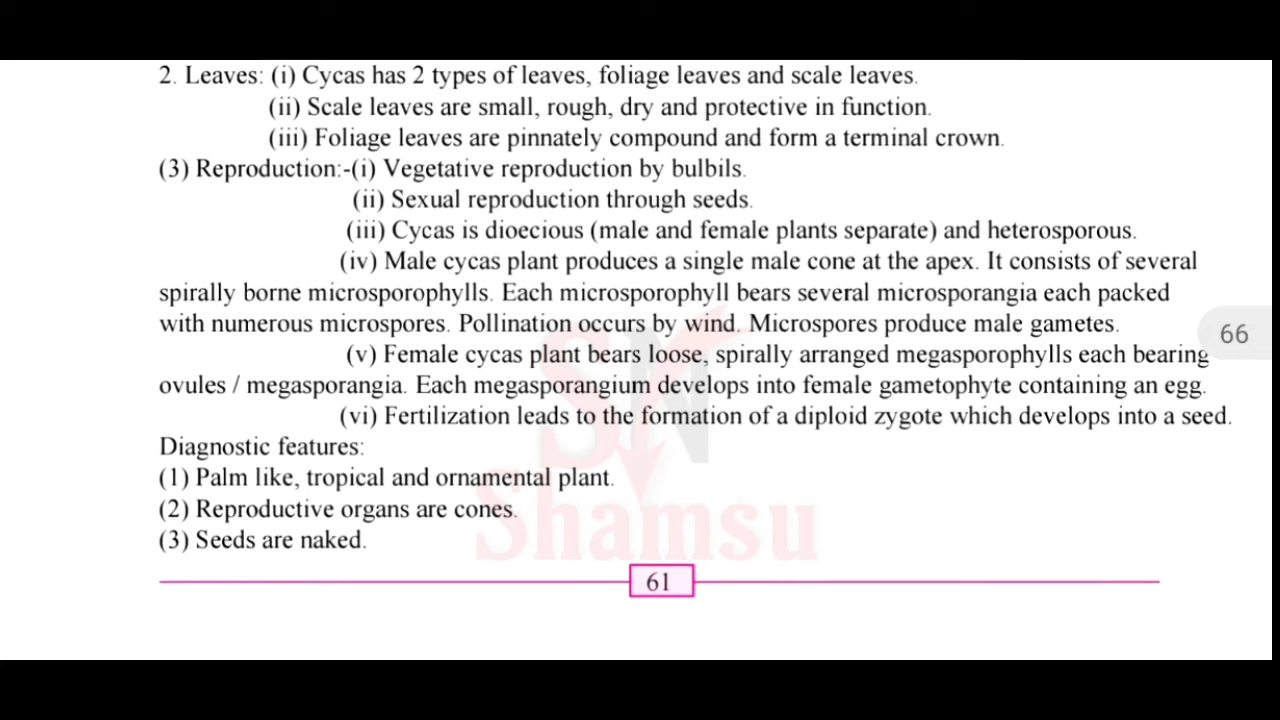 2. Leaves: (i) Cycas has 2 types of leaves, foliage leaves and scale leaves.
(ii) Scale leaves are small, rough, dry and protective in function.
(iii) Foliage leaves are pinnately compound and form a terminal crown.
(3) Reproduction:-(i) Vegetative reproduction by bulbils.
(ii) Sexual reproduction through seeds.
(iii) Cycas is dioecious (male and female plants separate) and heterosporous.
(iv) Male cycas plant produces a single male cone at the apex. It consists of several
spirally borne microsporophylls. Each microsporophyll bears several microsporangia each packed
with numerous microspores. Pollination occurs by wind. Microspores produce male gametes.
66
(v) Female cycas plant bears loose, spirally arranged megasporophylls each bearing
ovules / megasporangia. Each megasporangium develops into female gametophyte containing an egg.
(vi) Fertilization leads to the formation of a diploid zygote which develops into a seed.
Diagnostic features:
(1) Palm like, tropical and ornamental plant.
(2) Reproductive organs are cones.
(3) Seeds are naked.
SN
Shamsu
61